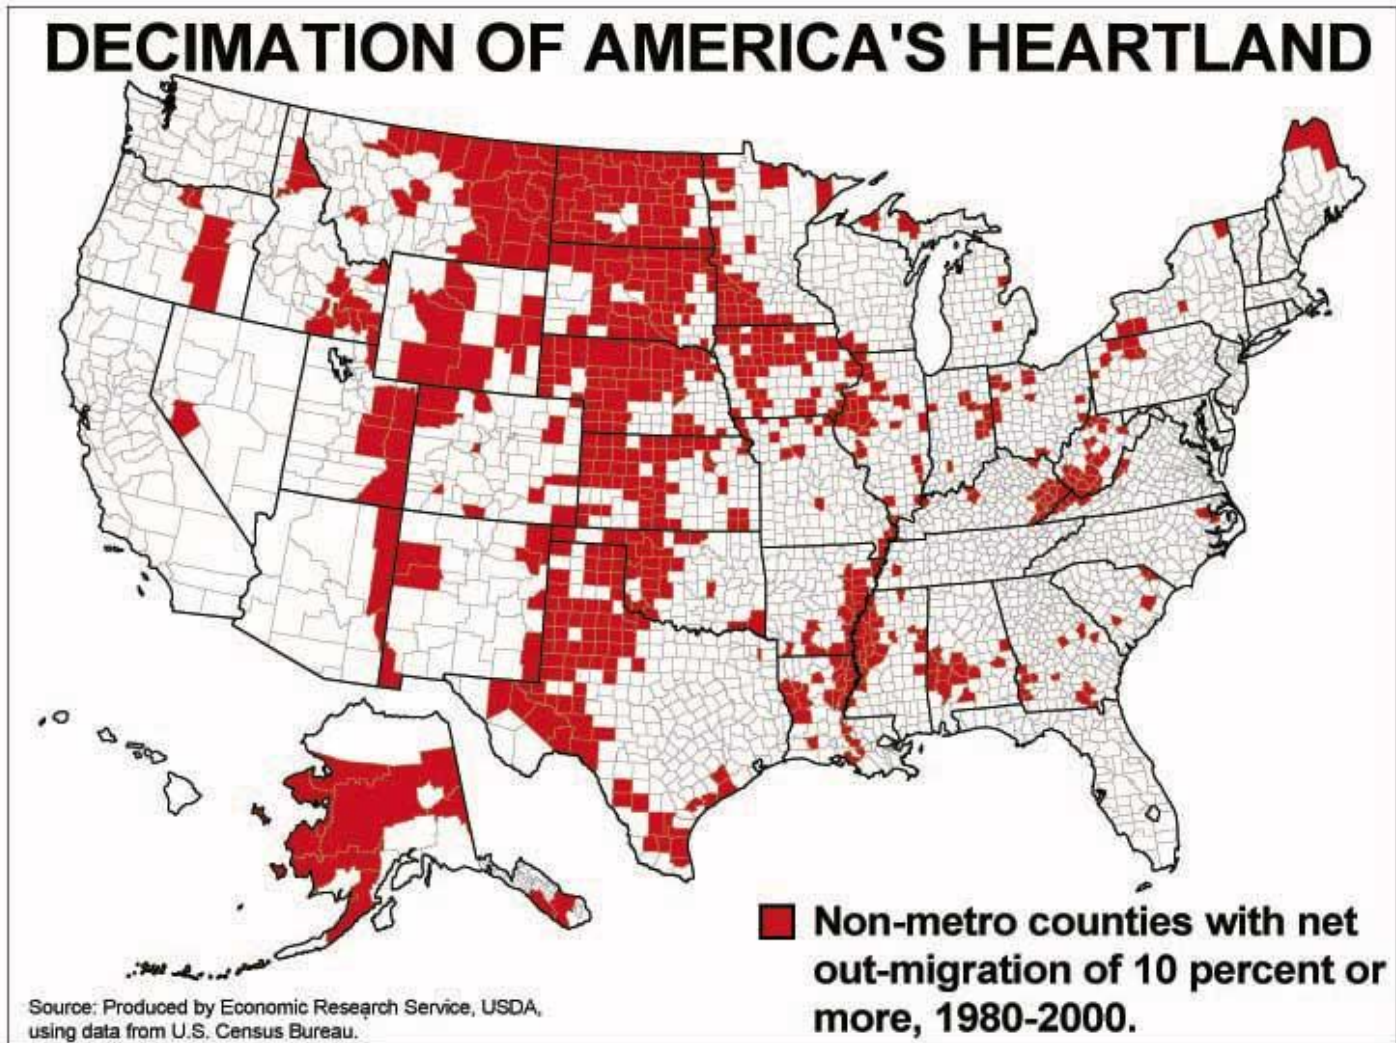 DECIMATION OF AMERICA'S HEARTLAND
Non-metro counties with net
out-migration of 10 percent or
more, 1980-2000.
Source: Produced by Economic Research Service, USDA,
using data from U.S. Census Bureau.